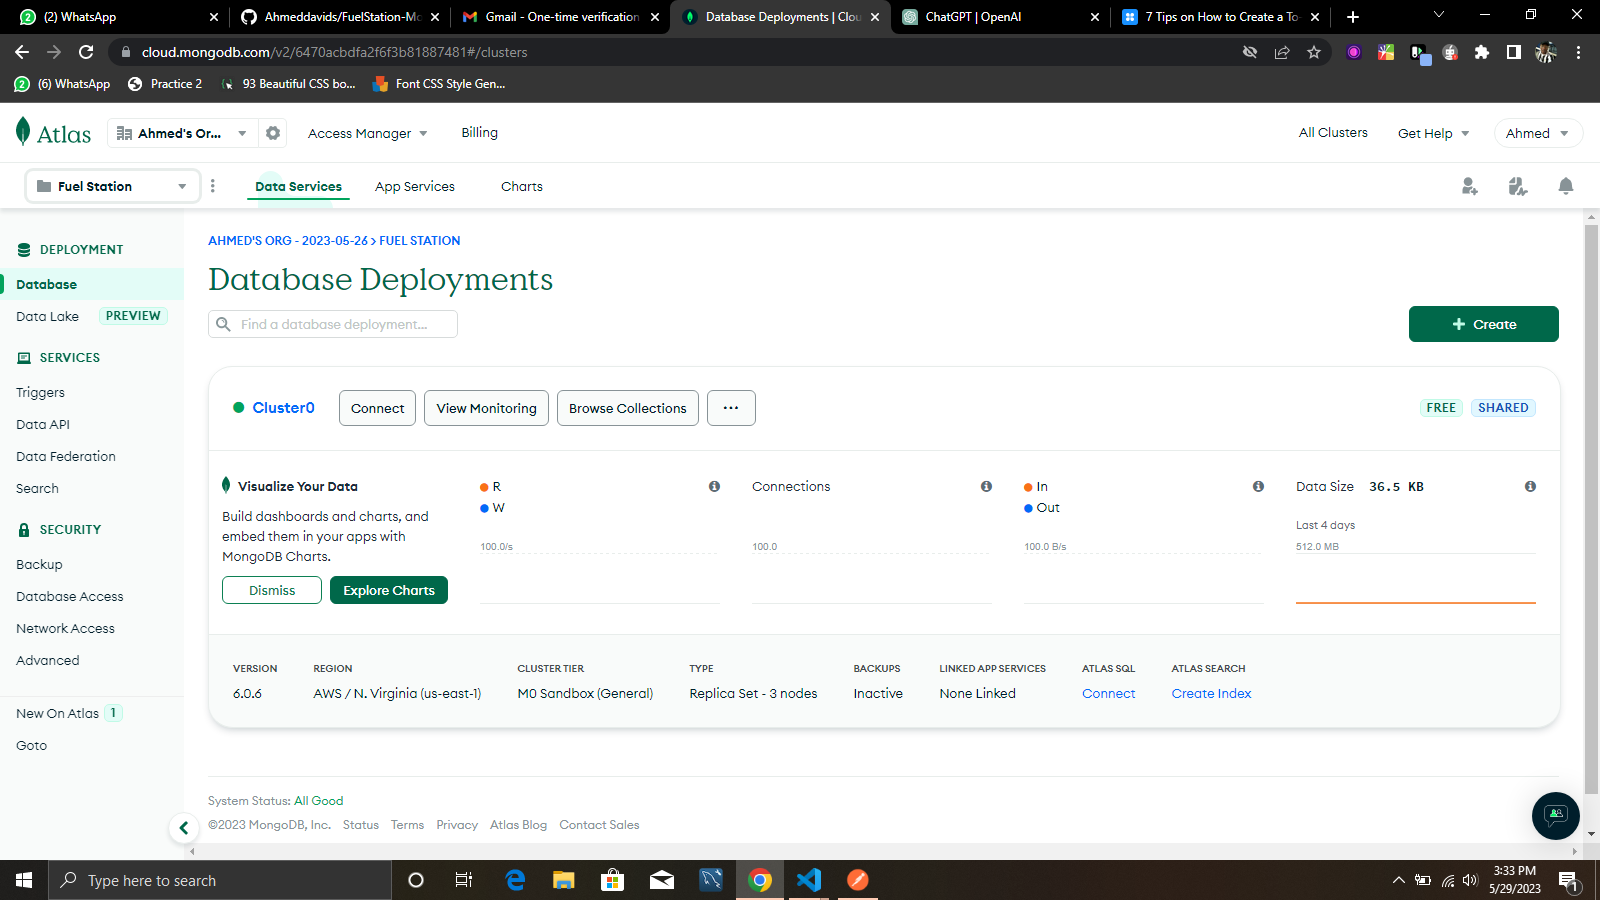 (2) WhatsApp
Ahmeddavids/FuelStation-Mo
Gmail - One-time verification
Database Deployments | Clou
ChatGPT | OpenAI
7 Tips on How to Create a To-
cloud.mongodb.com/v2/6470acbdfa2f6f3b81887481#/clusters
(6) WhatsApp
Practice 2
93 Beautiful CSS bo...
Font CSS Style Gen...
Atlas
Ahmed's Or...
Access Manager
Billing
All Clusters
Get Help
Ahmed
Fuel Station
Data Services
App Services
Charts
DEPLOYMENT
Database
Data Lake PREVIEW
SERVICES
Triggers
Data API
Data Federation
Search
SECURITY
Backup
Database Access
Network Access
Advanced
New On Atlas 1
Goto
AHMED'S ORG - 2023-05-26 > FUEL STATION
Database Deployments
Find a database deployment...
+ Create
Cluster0
Connect
View Monitoring
Browse Collections
...
FREE
SHARED
Visualize Your Data
Build dashboards and charts, and
embed them in your apps with
MongoDB Charts.
Dismiss
Explore Charts
R
W
100.0/s
Connections
100.0
In
Out
100.0 B/s
Data Size 36.5 KB
Last 4 days
512.0 MB
VERSION
6.0.6
REGION
AWS / N. Virginia (us-east-1)
CLUSTER TIER
M0 Sandbox (General)
TYPE
Replica Set - 3 nodes
BACKUPS
Inactive
LINKED APP SERVICES
None Linked
ATLAS SQL
Connect
ATLAS SEARCH
Create Index
System Status: All Good
©2023 MongoDB, Inc. Status Terms Privacy Atlas Blog Contact Sales
Type here to search
3:33 PM
5/29/2023
1